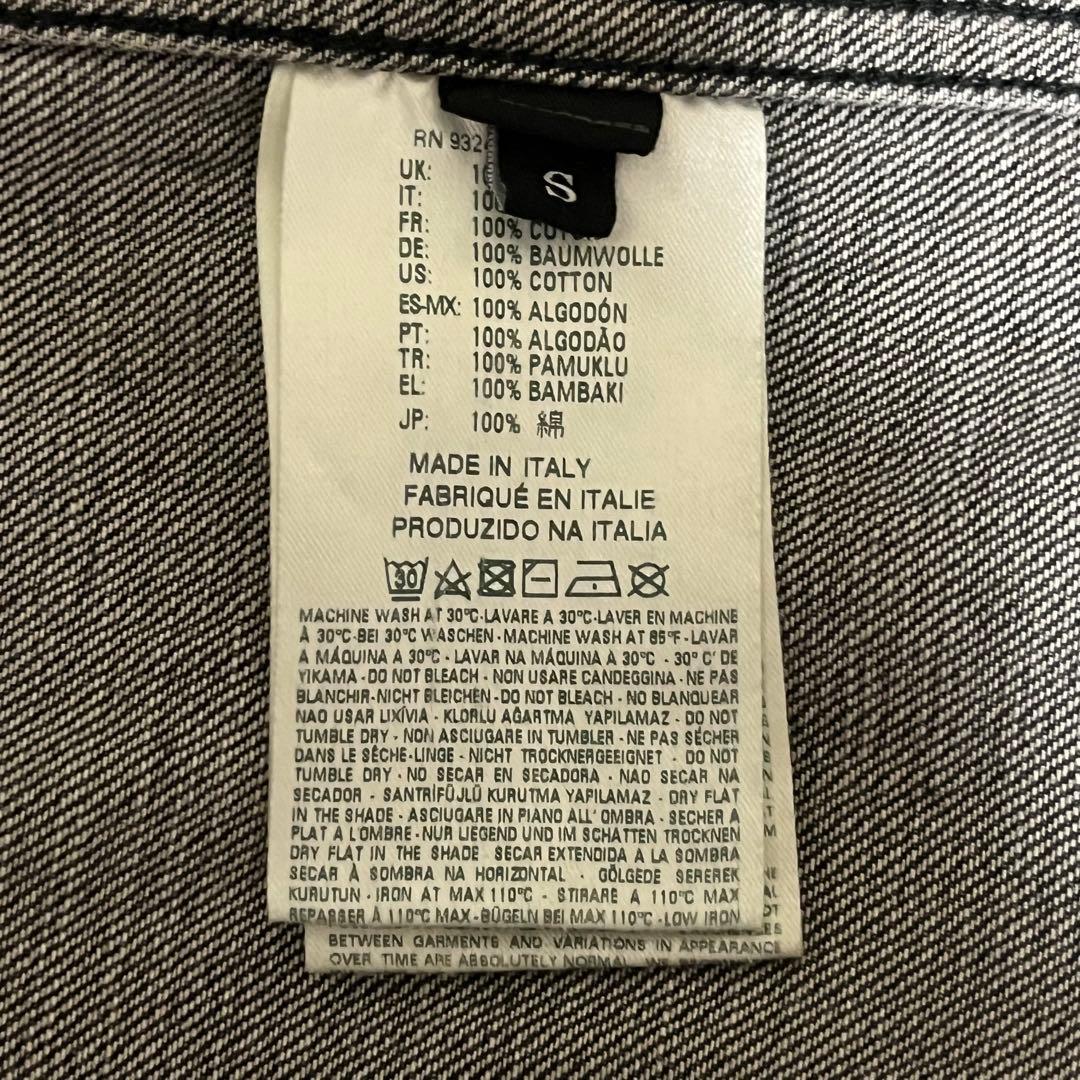 S
RN 932
UK:
IT:
FR: 100%
DE: 100% BAUMWOLLE
US: 100% COTTON
ES-MX: 100% ALGODÓN
PT: 100% ALGODÃO
TR: 100% PAMUKLU
EL: 100% BAMBAKI
JP: 100% 綿
MADE IN ITALY
FABRIQUÉ EN ITALIE
PRODUZIDO NA ITALIA
30
MACHINE WASH AT 30°C-LAVARE A 30°C-LAVER EN MACHINE
À 30°C-BEI 30°C WASCHEN-MACHINE WASH AT 85°F-LAVAR
A MÁQUINA A 30°C - LAVAR NA MÁQUINA À 30°C - 30° C' DE
YIKAMA-DO NOT BLEACH-NON USARE CANDEGGINA-NE PAS
BLANCHIR-NICHT BLEICHEN-DO NOT BLEACH-NO BLANQUEAR
NAO USAR LIXÍVIA - KLORLU AĞARTMA YAPILAMAZ - DO NOT
TUMBLE DRY-NON ASCIUGARE IN TUMBLER-NE PAS SÉCHER
DANS LE SÈCHE-LINGE - NICHT TROCKNERGEEIGNET - DO NOT
TUMBLE DRY - NO SECAR EN SECADORA - NAO SECAR NA
SECADOR - SANTRİFÜJLÜ KURUTMA YAPILAMAZ - DRY FLAT
IN THE SHADE - ASCIUGARE IN PIANO ALL' OMBRA - SECHER A
PLAT A L'OMBRE-NUR LIEGEND UND IM SCHATTEN TROCKNEN
DRY FLAT IN THE SHADE SECAR EXTENDIDA A LA SOMBRA
SECAR À SOMBRA NA HORIZONTAL - GÖLGEDE SEREREK
KURUTUN - IRON AT MAX 110°C - STIRARE A 110°C MAX
REPASSER À 110°C MAX-BÜGELN BEI MAX 110°C-LOW IRON
BETWEEN GARMENTS AND VARIATIONS IN APPEARANCE
OVER TIME ARE ABSOLUTELY NORMAL